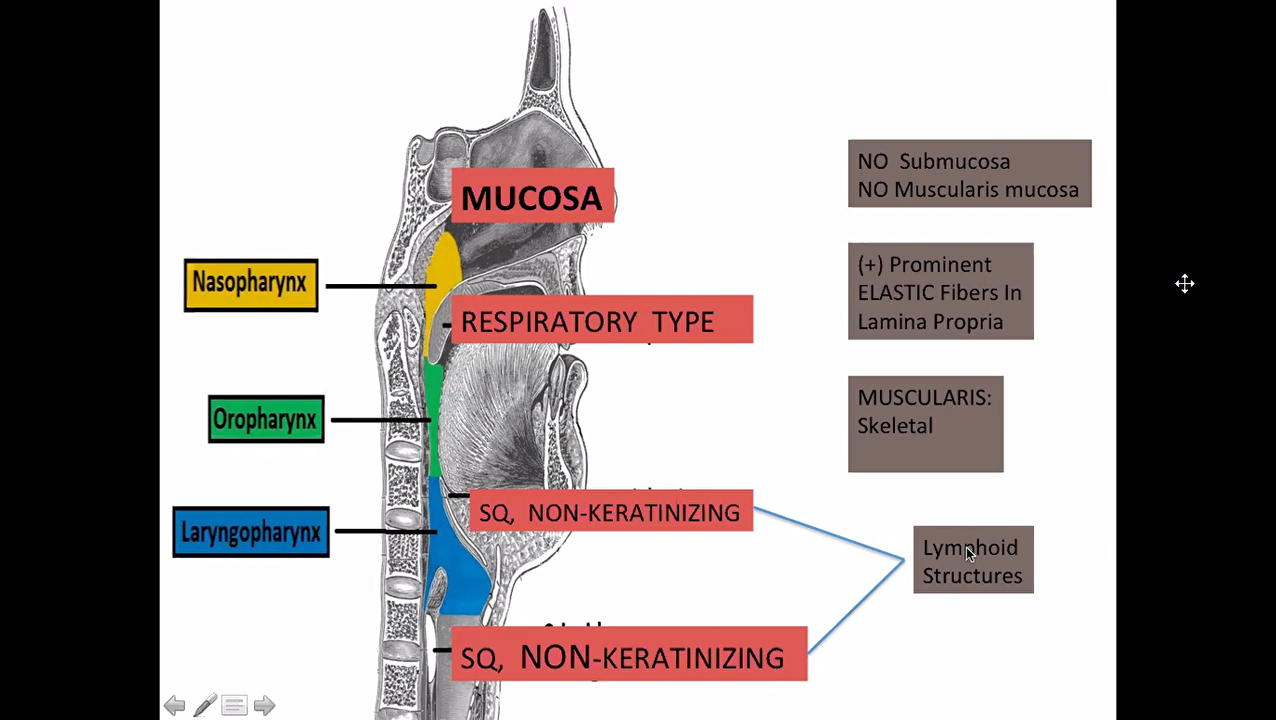 MUCOSA
NO Submucosa
NO Muscularis mucosa
Nasopharynx
(+) Prominent
ELASTIC Fibers In
Lamina Propria
RESPIRATORY TYPE
Oropharynx
MUSCULARIS:
Skeletal
Laryngopharynx
SQ, NON-KERATINIZING
Lymphoid
Structures
SQ, NON-KERATINIZING